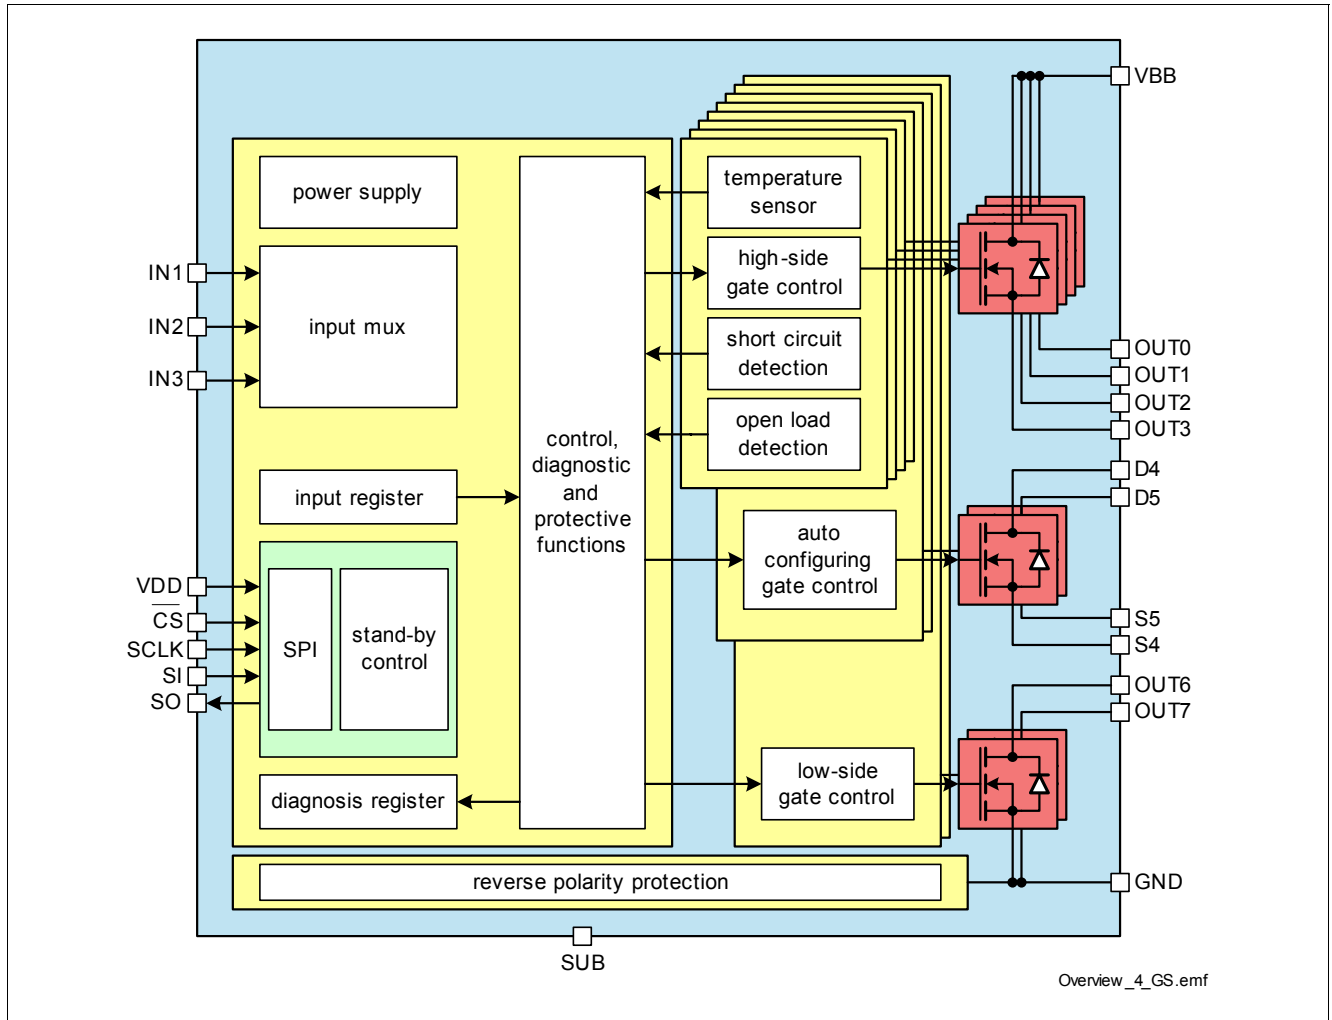 VBB
power supply
temperature
sensor
IN1
IN2
IN3
input mux
high-side
gate control
short circuit
detection
open load
detection
OUT0
OUT1
OUT2
OUT3
control,
diagnostic
and
protective
functions
input register
D4
D5
auto
configuring
gate control
VDD
CS
SCLK
SI
SO
SPI
stand-by
control
S5
S4
OUT6
OUT7
low-side
gate control
diagnosis register
reverse polarity protection
GND
SUB
Overview_4_GS.emf